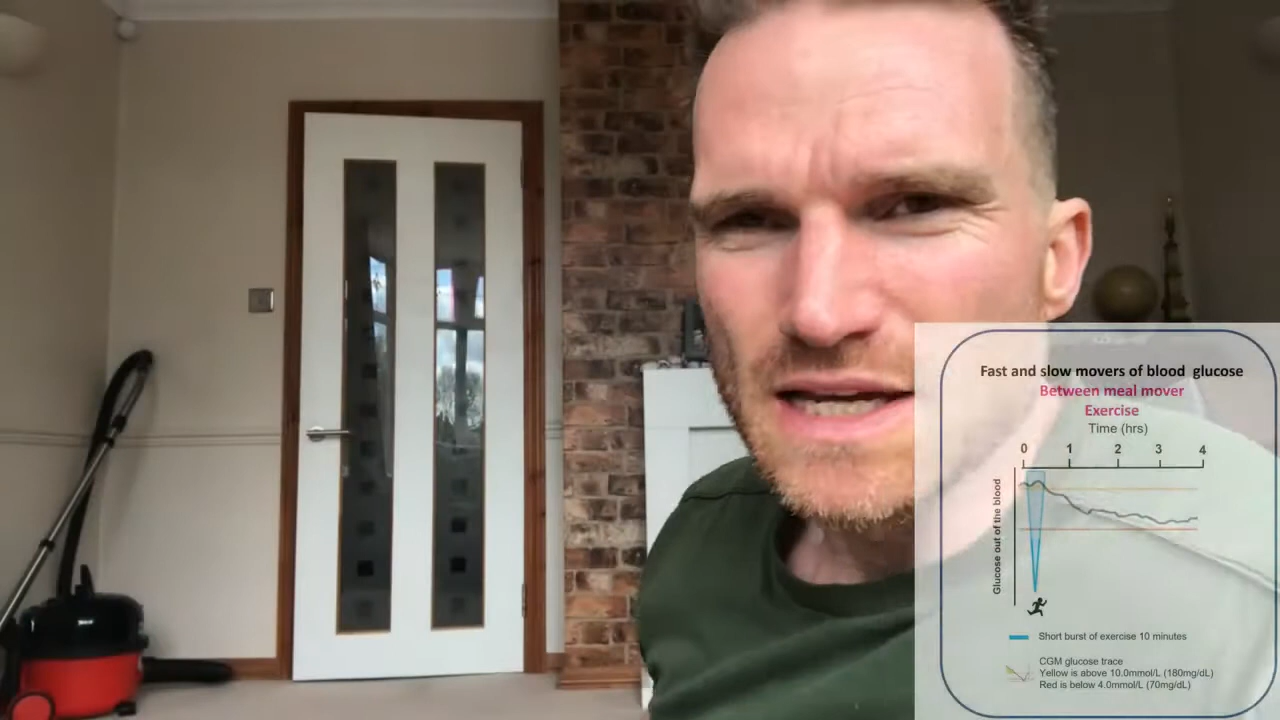 Fast and slow movers of blood glucose
Between meal mover
Exercise
Time (hrs)
0 1 2 3 4
Glucose out of the blood
Short burst of exercise 10 minutes
CGM glucose trace
Yellow is above 10.0mmol/L (180mg/dL)
Red is below 4.0mmol/L (70mg/dL)